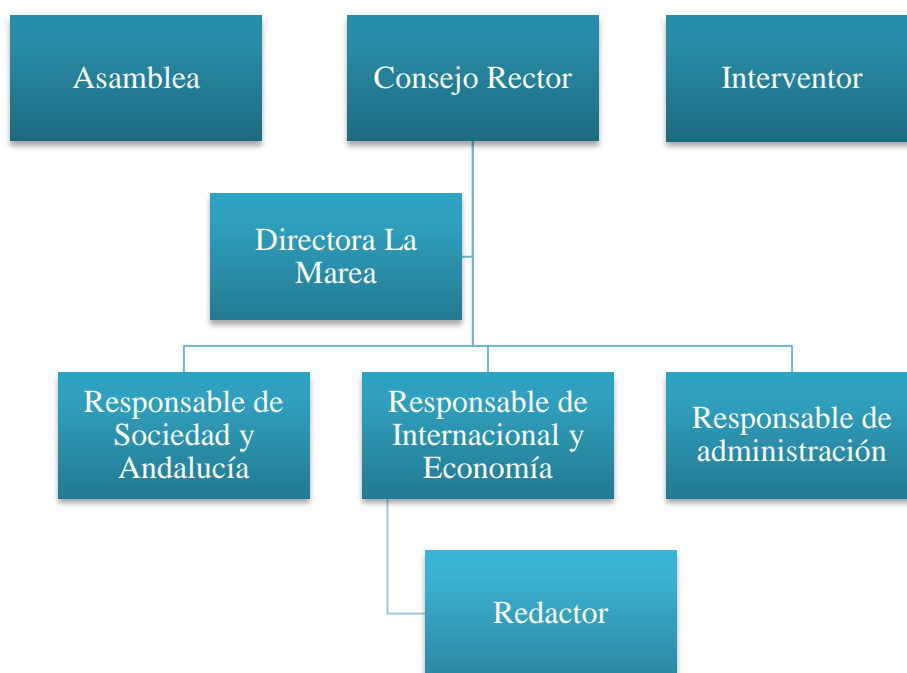 Asamblea
Consejo Rector
Interventor
Directora La
Marea
Responsable de
Sociedad y
Andalucía
Responsable de
Internacional y
Economía
Responsable de
administración
Redactor